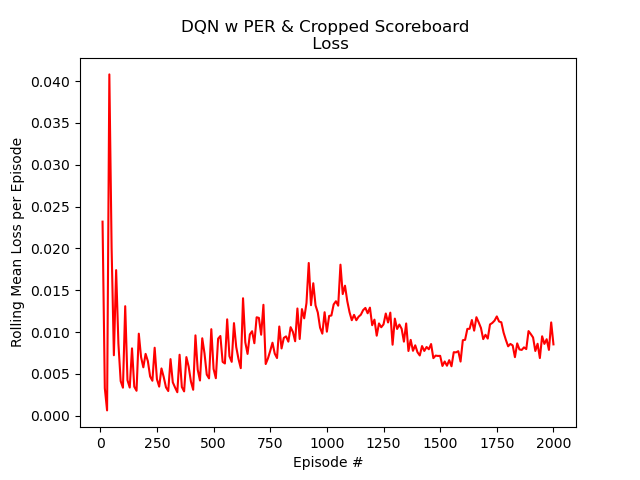 DQN w PER & Cropped Scoreboard
Loss
0.040
0.035
0.030
0.025
0.020
0.015
0.010
0.005
0.000
Rolling Mean Loss per Episode
0 250 500 750 1000 1250 1500 1750 2000
Episode #